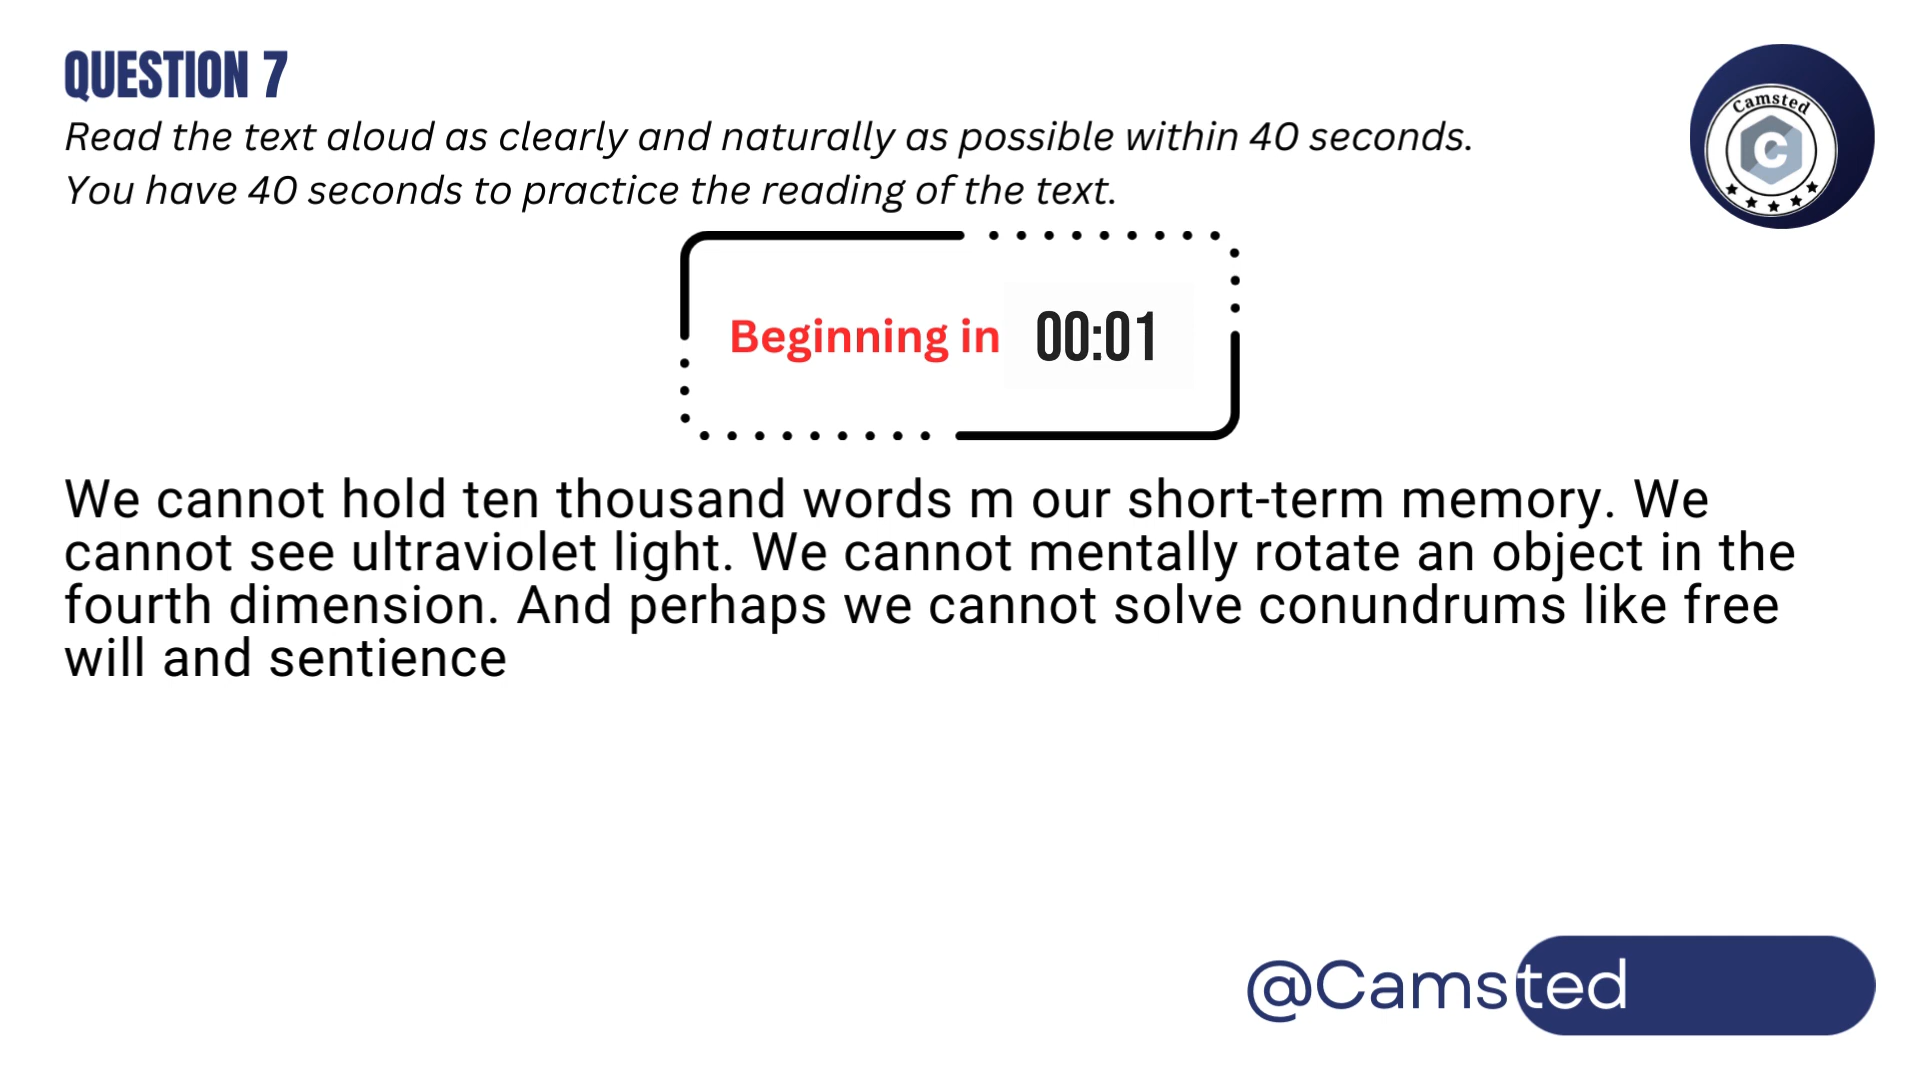 QUESTION 7
Read the text aloud as clearly and naturally as possible within 40 seconds.
You have 40 seconds to practice the reading of the text.
Camsted
C
Beginning in 00:01
We cannot hold ten thousand words m our short-term memory. We
cannot see ultraviolet light. We cannot mentally rotate an object in the
fourth dimension. And perhaps we cannot solve conundrums like free
will and sentience
@Camsted